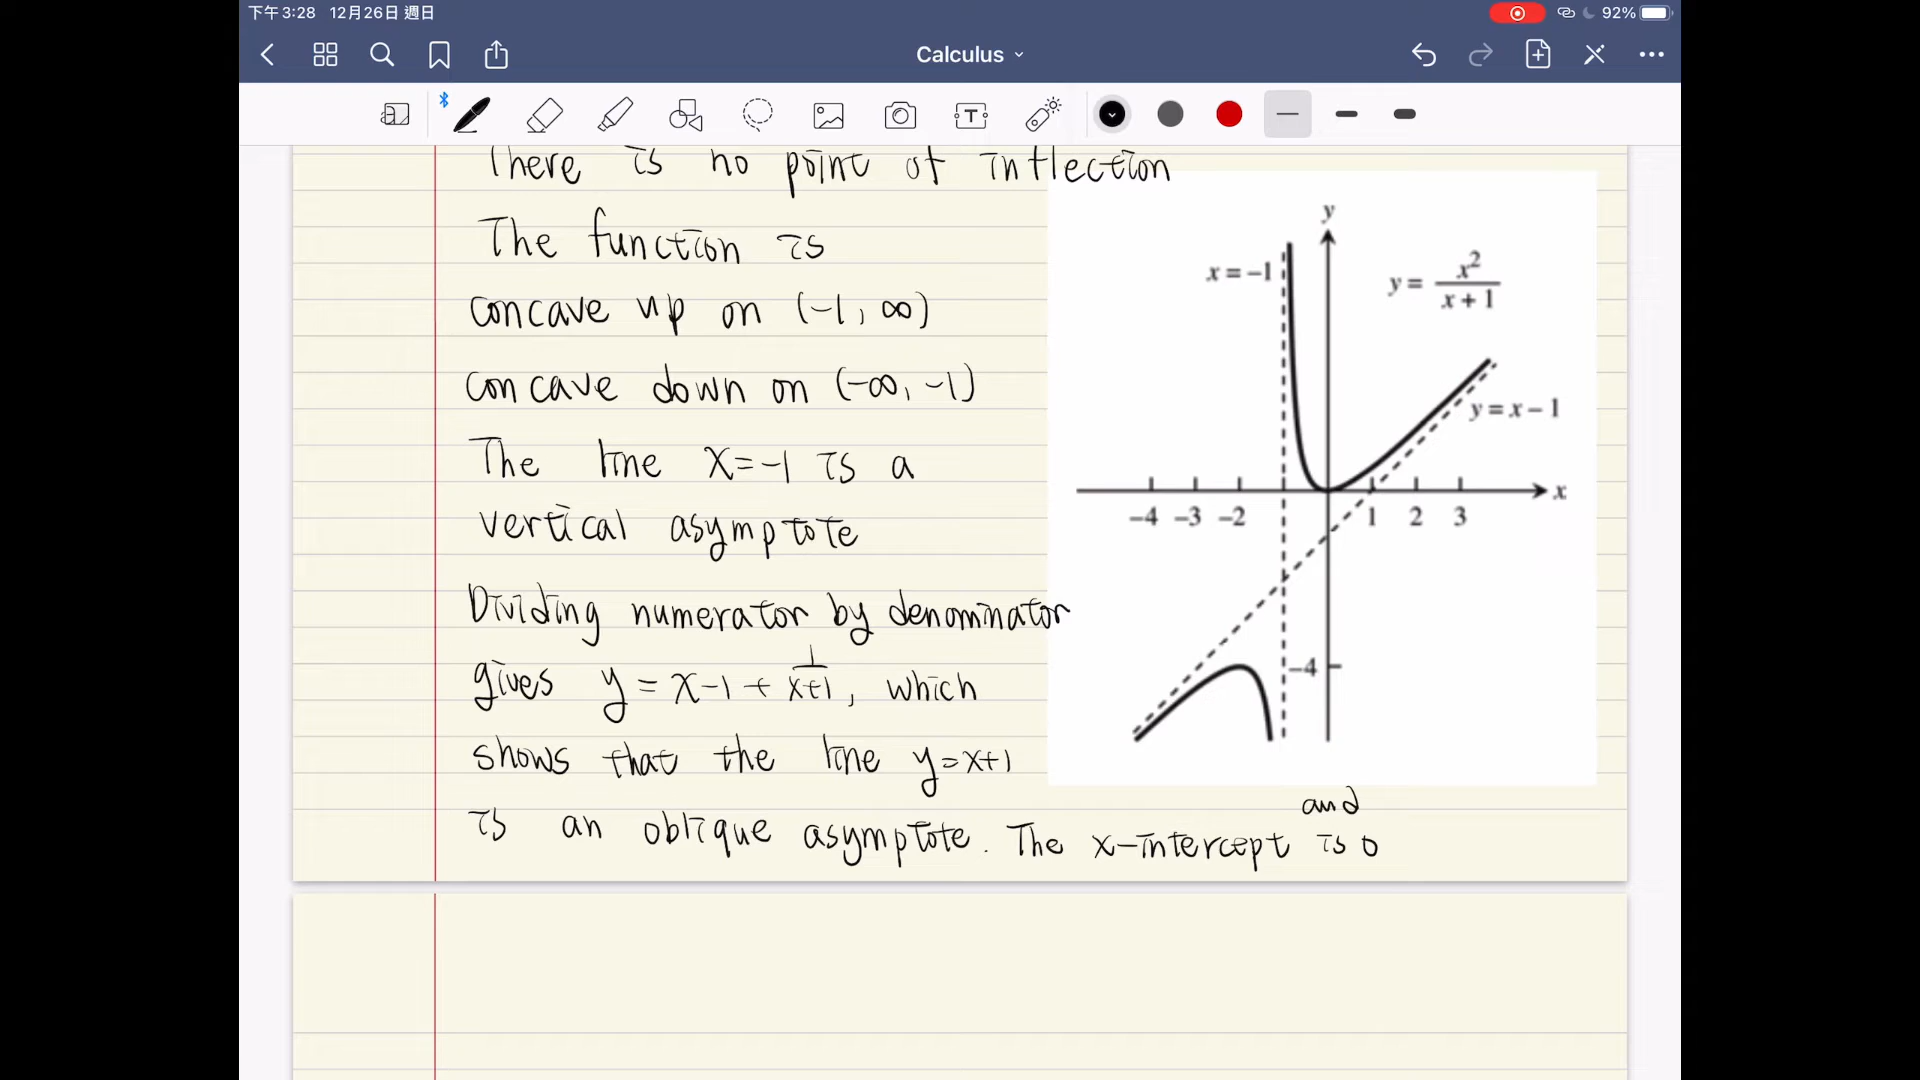 下午3:28 12月26日 週日
92%
Calculus
There is no point of inflection
The function is
concave up on (-1, ∞)
concave down on (-∞, -1)
The line x=-1 is a
vertical asymptote
Dividing numerator by denominator
gives y = x-1 + 1/(x+1), which
shows that the line y=x+1
is an oblique asymptote. The x-intercept is 0
and
y
x = −1
y = x²/(x + 1)
y = x − 1
x
−4 −3 −2 1 2 3
−4